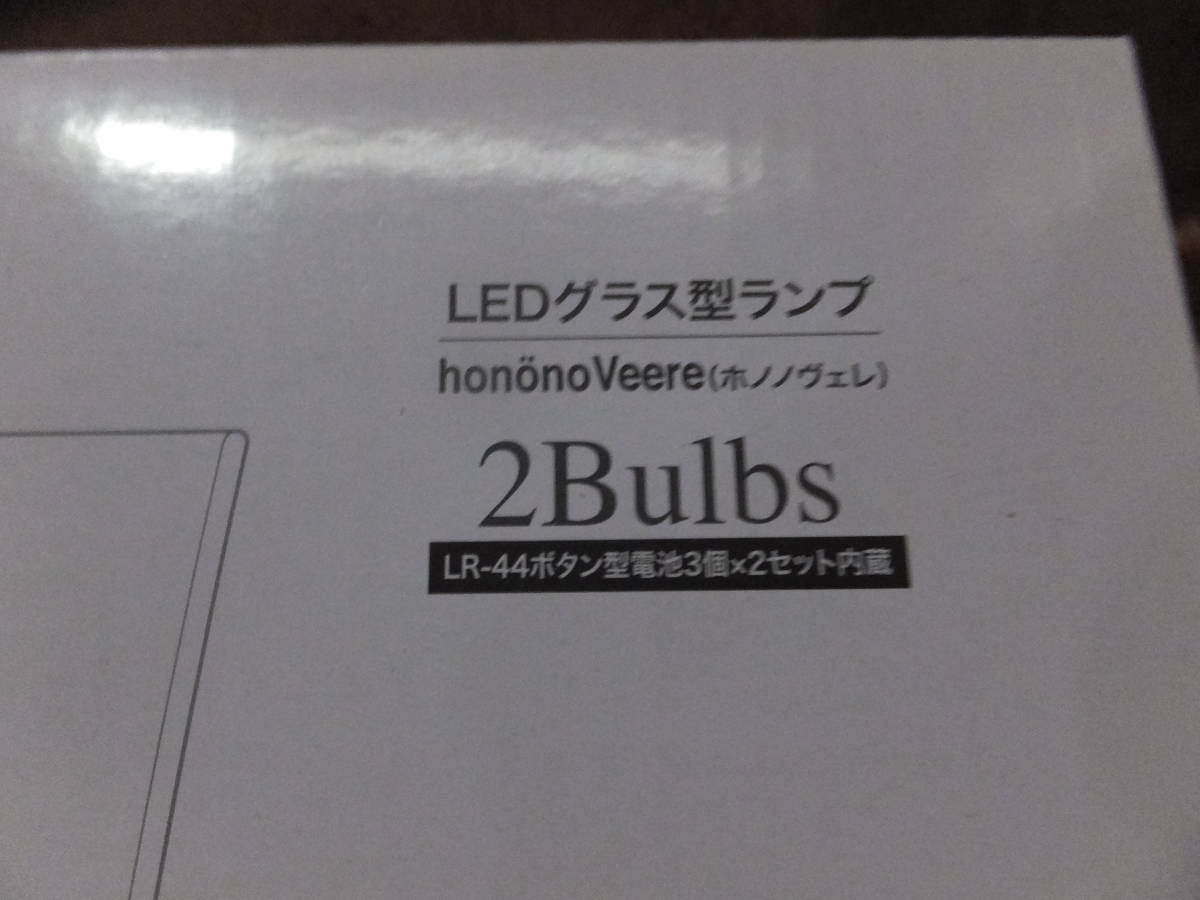 LEDグラス型ランプ
honönoVeere(ホノノヴェレ)
2Bulbs
LR-44ボタン型電池3個×2セット内蔵